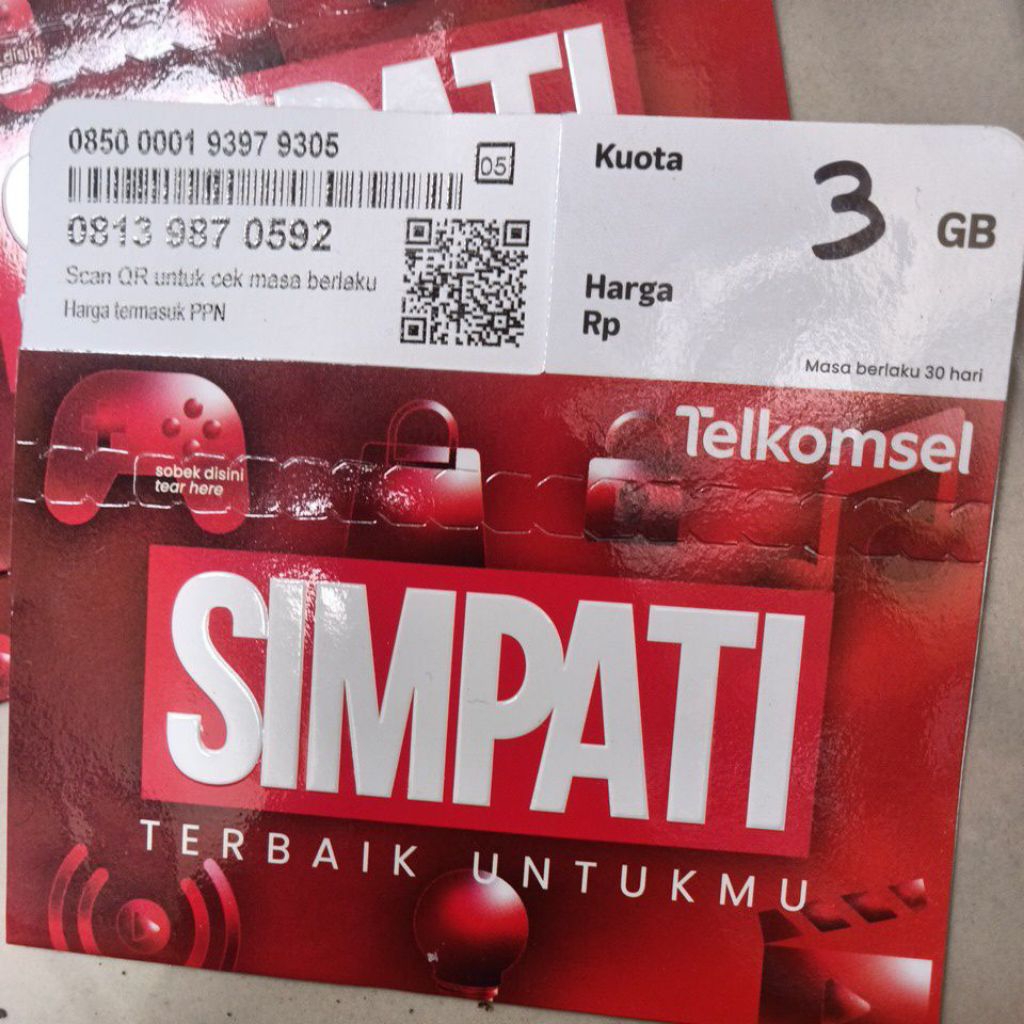 PATI
0850 0001 9397 9305
05
0813 987 0592
Scan QR untuk cek masa berlaku
Harga termasuk PPN
Kuota
3 GB
Harga
Rp
Masa berlaku 30 hari
Telkomsel
sobek disini
tear here
SIMPATI
TERBAIK UNTUKMU